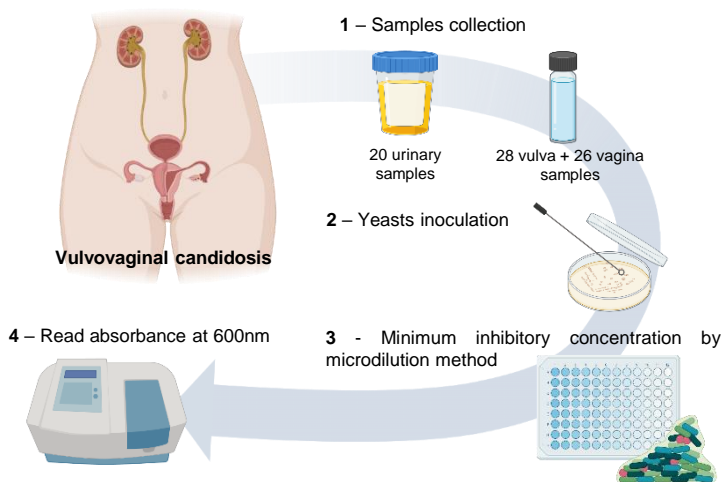 1 – Samples collection
20 urinary
samples
28 vulva + 26 vagina
samples
2 – Yeasts inoculation
Vulvovaginal candidosis
3 - Minimum inhibitory concentration by
microdilution method
4 – Read absorbance at 600nm